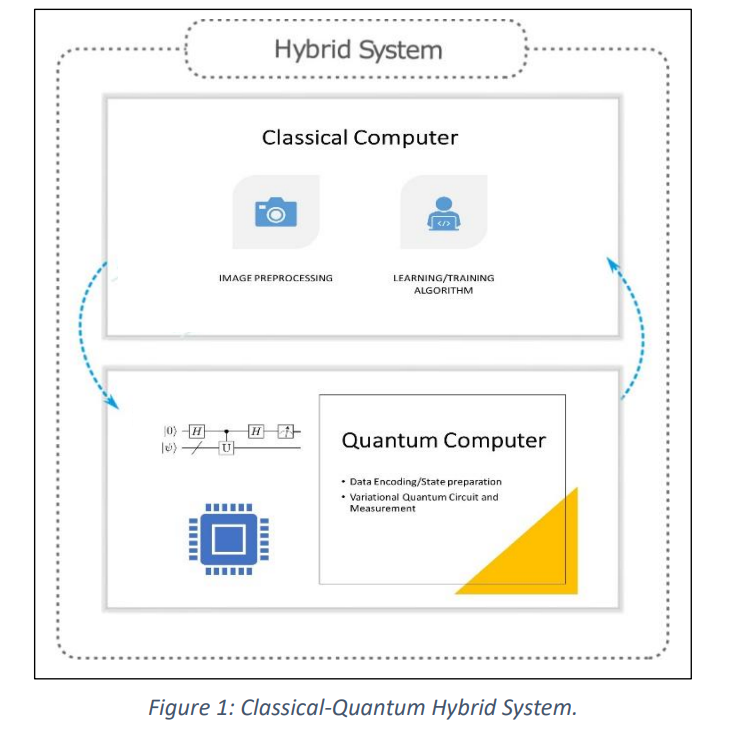 Hybrid System
Classical Computer
IMAGE PREPROCESSING
LEARNING/TRAINING
ALGORITHM
|0⟩ H H
|ψ⟩ U
Quantum Computer
• Data Encoding/State preparation
• Variational Quantum Circuit and
Measurement
Figure 1: Classical-Quantum Hybrid System.